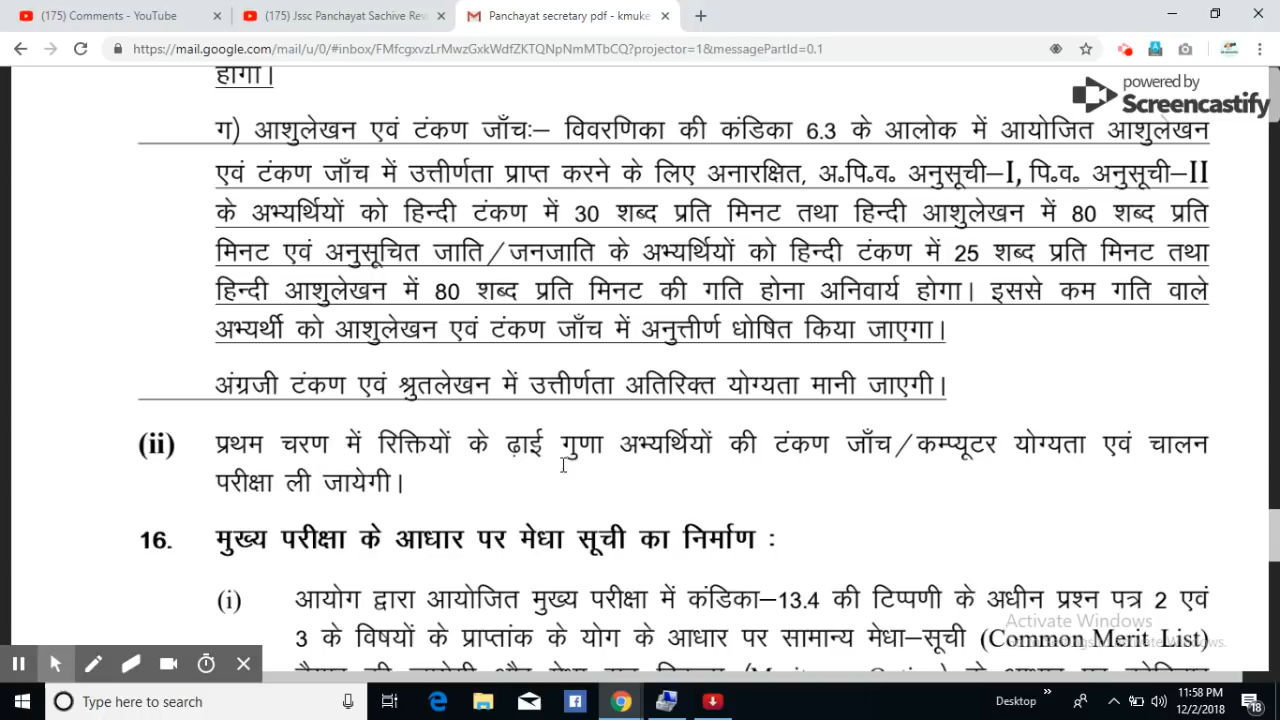 (175) Comments - YouTube
(175) Jssc Panchayat Sachive Rev
Panchayat secretary pdf - kmuke
https://mail.google.com/mail/u/0/#inbox/FMfcgxvzLrMwzGxkWdfZKTQNpNmMTbCQ?projector=1&messagePartId=0.1
powered by
Screencastify
होगा।
ग) आशुलेखन एवं टंकण जाँचः– विवरणिका की कंडिका 6.3 के आलोक में आयोजित आशुलेखन
एवं टंकण जाँच में उत्तीर्णता प्राप्त करने के लिए अनारक्षित, अ॰पि॰व॰ अनुसूची–I, पि॰व॰ अनुसूची–II
के अभ्यर्थियों को हिन्दी टंकण में 30 शब्द प्रति मिनट तथा हिन्दी आशुलेखन में 80 शब्द प्रति
मिनट एवं अनुसूचित जाति/जनजाति के अभ्यर्थियों को हिन्दी टंकण में 25 शब्द प्रति मिनट तथा
हिन्दी आशुलेखन में 80 शब्द प्रति मिनट की गति होना अनिवार्य होगा। इससे कम गति वाले
अभ्यर्थी को आशुलेखन एवं टंकण जाँच में अनुत्तीर्ण धोषित किया जाएगा।
अंग्रजी टंकण एवं श्रुतलेखन में उत्तीर्णता अतिरिक्त योग्यता मानी जाएगी।
(ii) प्रथम चरण में रिक्तियों के ढ़ाई गुणा अभ्यर्थियों की टंकण जाँच/कम्प्यूटर योग्यता एवं चालन
परीक्षा ली जायेगी।
16. मुख्य परीक्षा के आधार पर मेधा सूची का निर्माण :
(i) आयोग द्वारा आयोजित मुख्य परीक्षा में कंडिका–13.4 की टिप्पणी के अधीन प्रश्न पत्र 2 एवं
3 के विषयों के प्राप्तांक के योग के आधार पर सामान्य मेधा–सूची (Common Merit List)
Activate Windows
Type here to search
Desktop
11:58 PM
12/2/2018
18